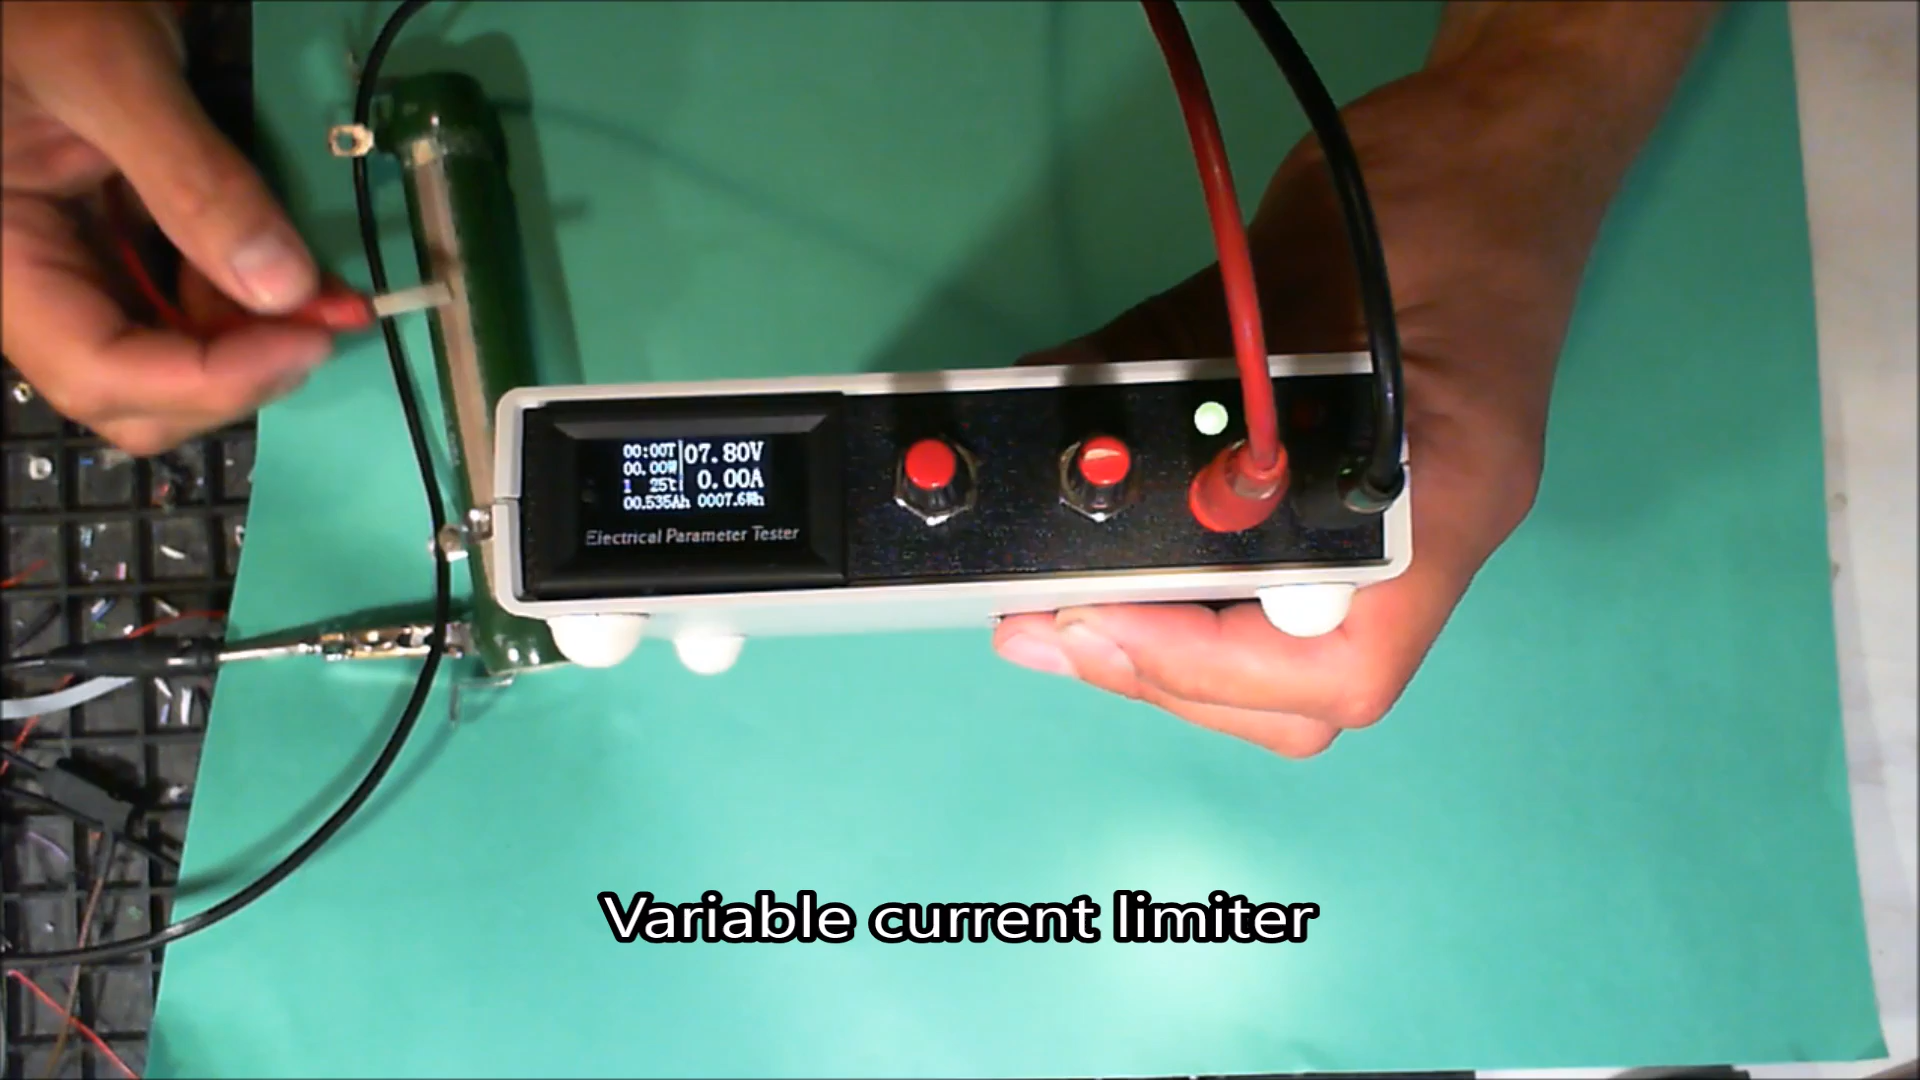 00:00T 07.80V
00.00W 0.00A
1 25℃
00.535Ah 0007.6Wh
Electrical Parameter Tester
Variable current limiter